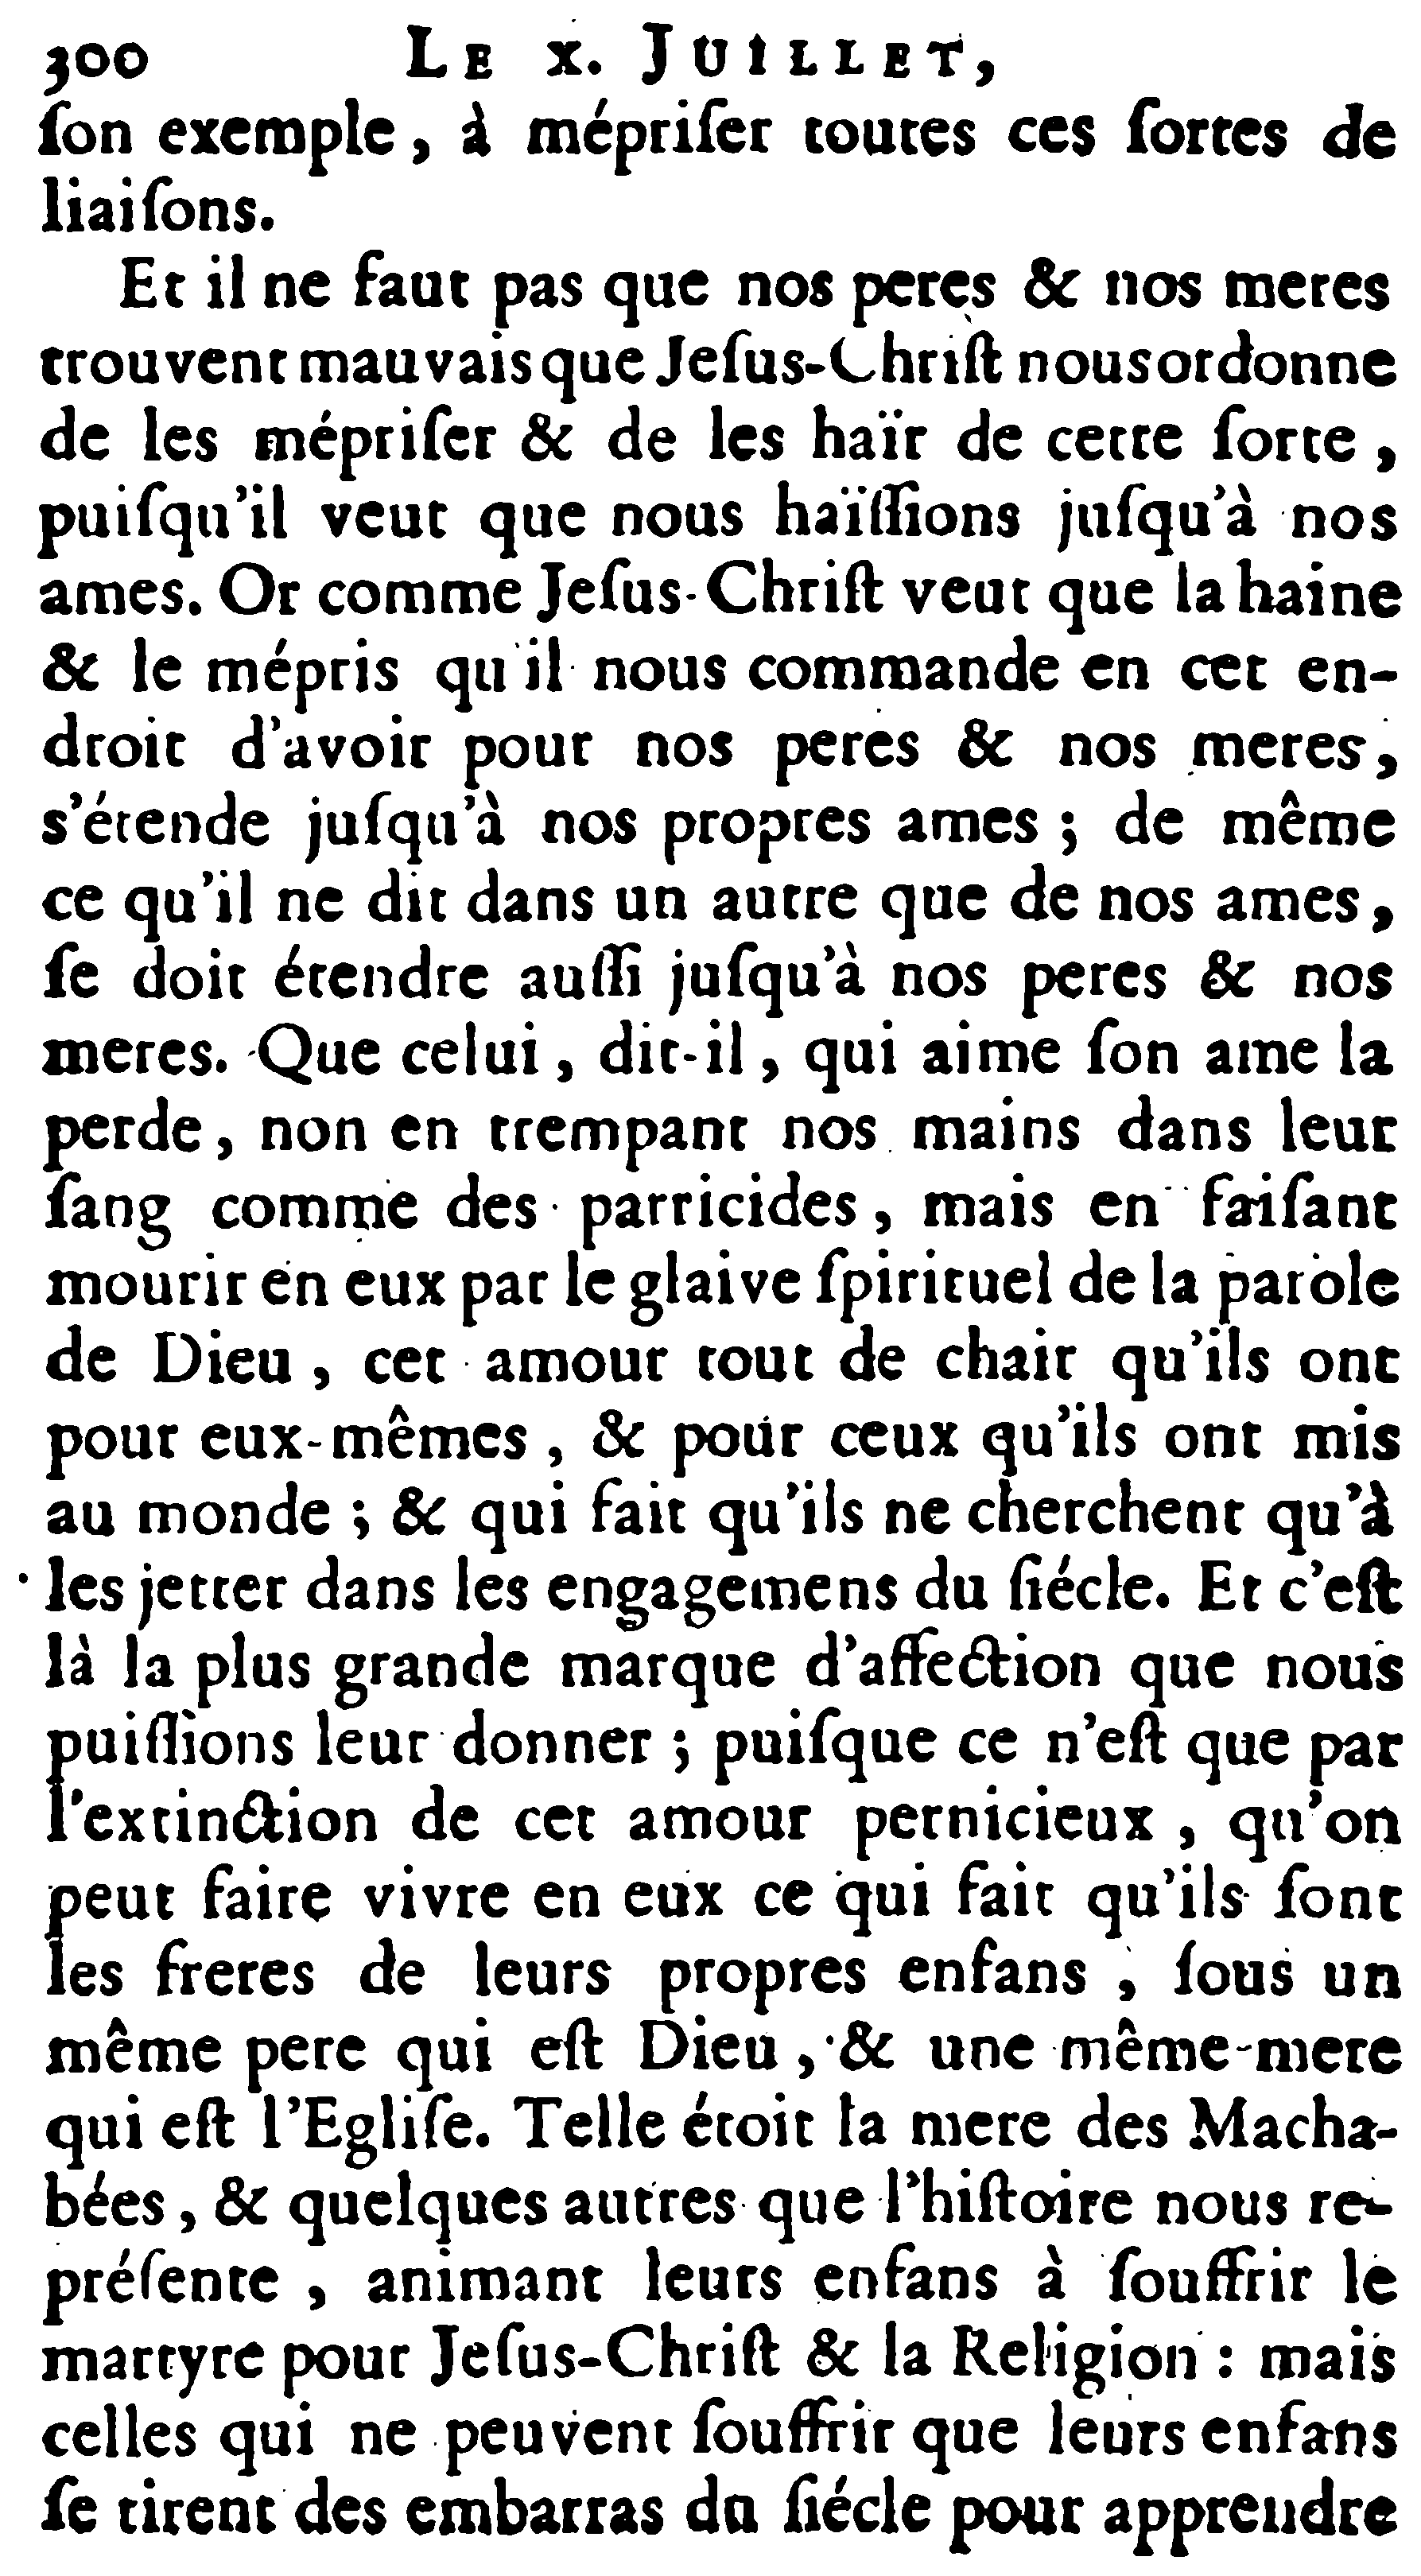 300 LE X. JUILLET,
ſon exemple, à mépriſer toutes ces ſortes de
liaiſons.
Et il ne faut pas que nos peres & nos meres
trouvent mauvais que Jeſus-Chriſt nous ordonne
de les mépriſer & de les haïr de cette ſorte,
puiſqu'il veut que nous haïſſions juſqu'à nos
ames. Or comme Jeſus-Chriſt veut que la haine
& le mépris qu'il nous commande en cet en-
droit d'avoir pour nos peres & nos meres,
s'étende juſqu'à nos propres ames ; de même
ce qu'il ne dit dans un autre que de nos ames,
ſe doit étendre auſſi juſqu'à nos peres & nos
meres. Que celui, dit-il, qui aime ſon ame la
perde, non en trempant nos mains dans leur
ſang comme des parricides, mais en faiſant
mourir en eux par le glaive ſpirituel de la parole
de Dieu, cet amour tout de chair qu'ils ont
pour eux-mêmes, & pour ceux qu'ils ont mis
au monde ; & qui fait qu'ils ne cherchent qu'à
les jetter dans les engagemens du ſiécle. Et c'eſt
là la plus grande marque d'affection que nous
puiſſions leur donner ; puiſque ce n'eſt que par
l'extinction de cet amour pernicieux, qu'on
peut faire vivre en eux ce qui fait qu'ils ſont
les freres de leurs propres enfans, ſous un
même pere qui eſt Dieu, & une même mere
qui eſt l'Egliſe. Telle étoit la mere des Macha-
bées, & quelques autres que l'hiſtoire nous re-
préſente, animant leurs enfans à ſouffrir le
martyre pour Jeſus-Chriſt & la Religion : mais
celles qui ne peuvent ſouffrir que leurs enfans
ſe tirent des embarras du ſiécle pour apprendre